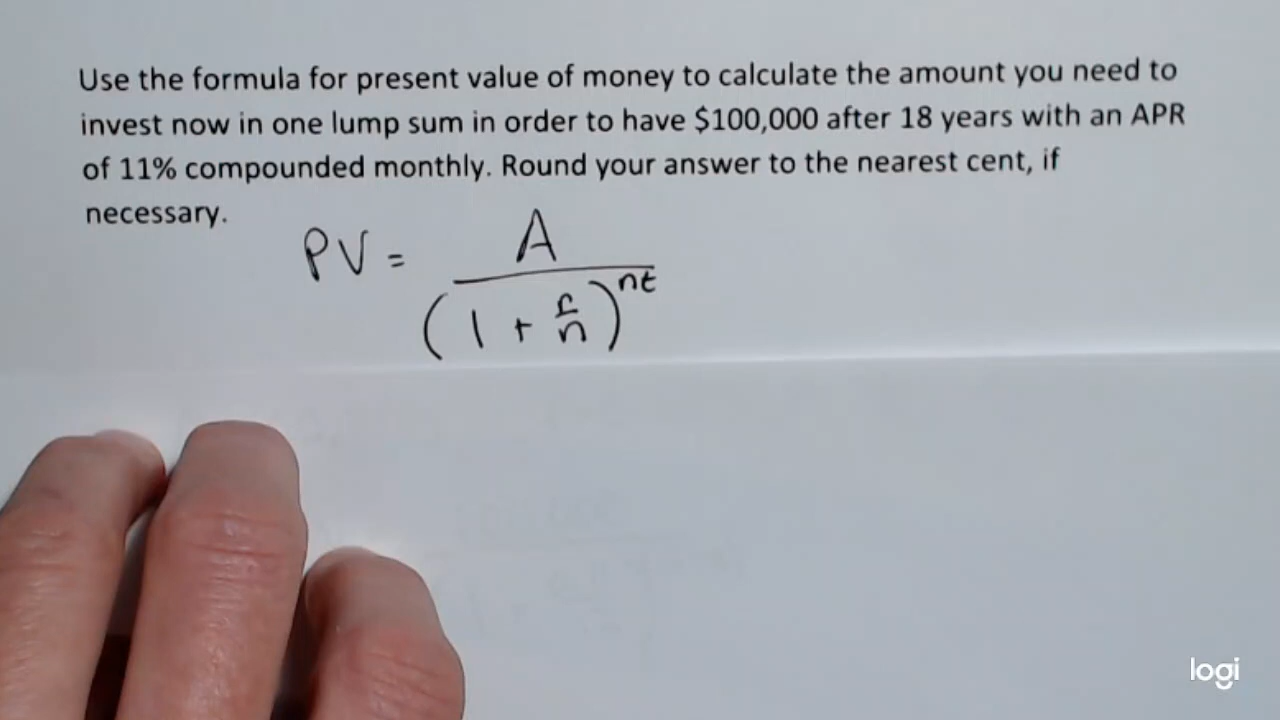 Use the formula for present value of money to calculate the amount you need to
invest now in one lump sum in order to have $100,000 after 18 years with an APR
of 11% compounded monthly. Round your answer to the nearest cent, if
necessary.
PV = A
(1 + r/n)^nt
logi